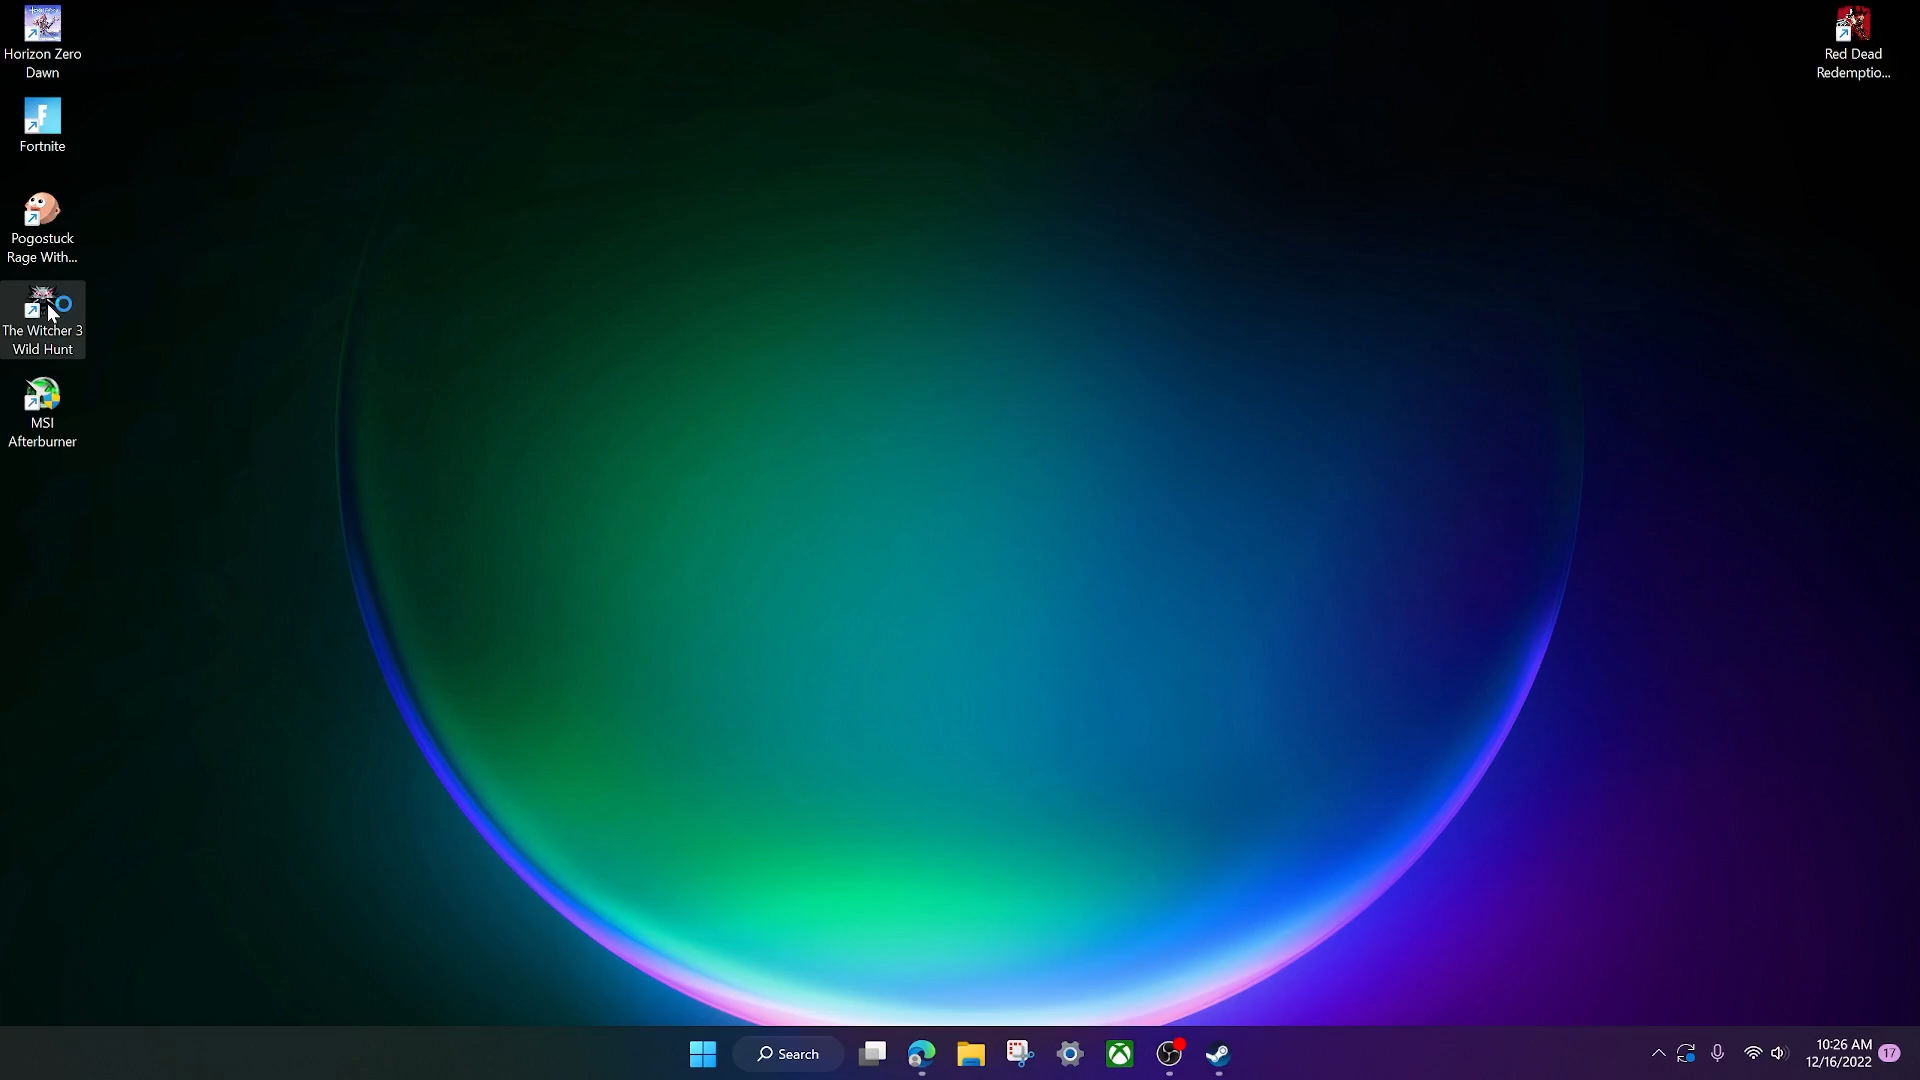 Horizon Zero
Dawn
Fortnite
Pogostuck
Rage With...
The Witcher 3
Wild Hunt
MSI
Afterburner
Red Dead
Redemptio...
Search
10:26 AM
12/16/2022
17